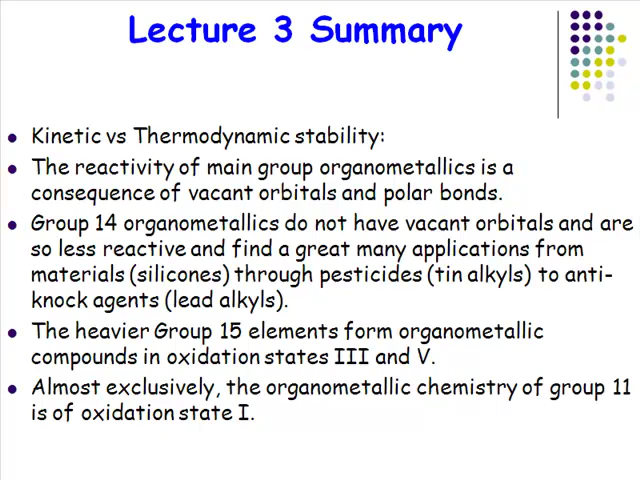 Lecture 3 Summary
Kinetic vs Thermodynamic stability:
The reactivity of main group organometallics is a
consequence of vacant orbitals and polar bonds.
Group 14 organometallics do not have vacant orbitals and are
so less reactive and find a great many applications from
materials (silicones) through pesticides (tin alkyls) to anti-
knock agents (lead alkyls).
The heavier Group 15 elements form organometallic
compounds in oxidation states III and V.
Almost exclusively, the organometallic chemistry of group 11
is of oxidation state I.